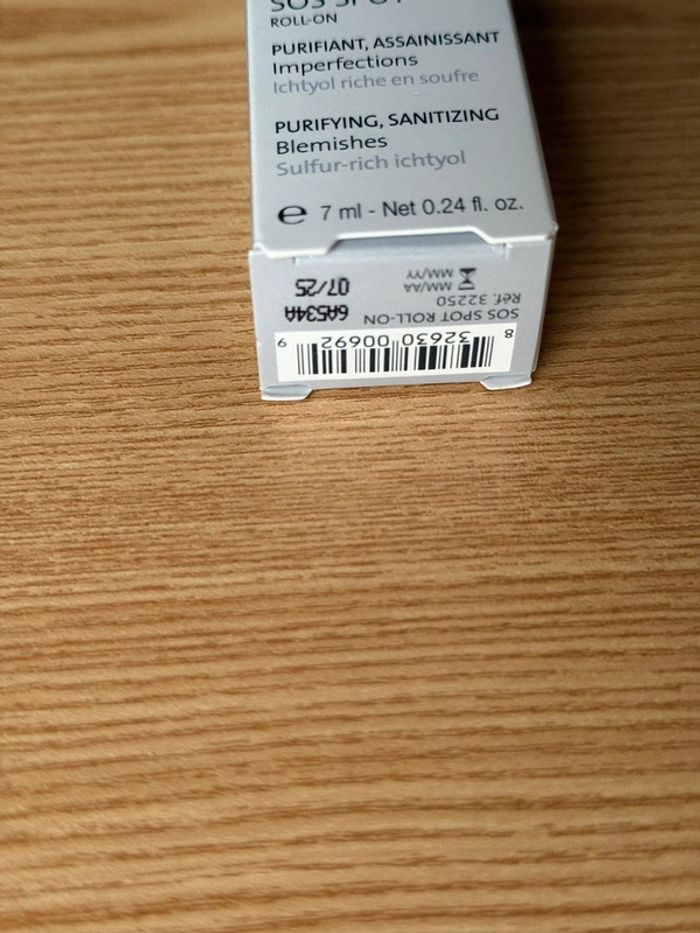 SOS SPOT
ROLL-ON
PURIFIANT, ASSAINISSANT
Imperfections
Ichtyol riche en soufre
PURIFYING, SANITIZING
Blemishes
Sulfur-rich ichtyol
℮ 7 ml - Net 0.24 fl. oz.
8 32630 00692 9
SOS SPOT ROLL-ON
Réf. 32250
MM/AA
MM/YY
6A534A
07/25